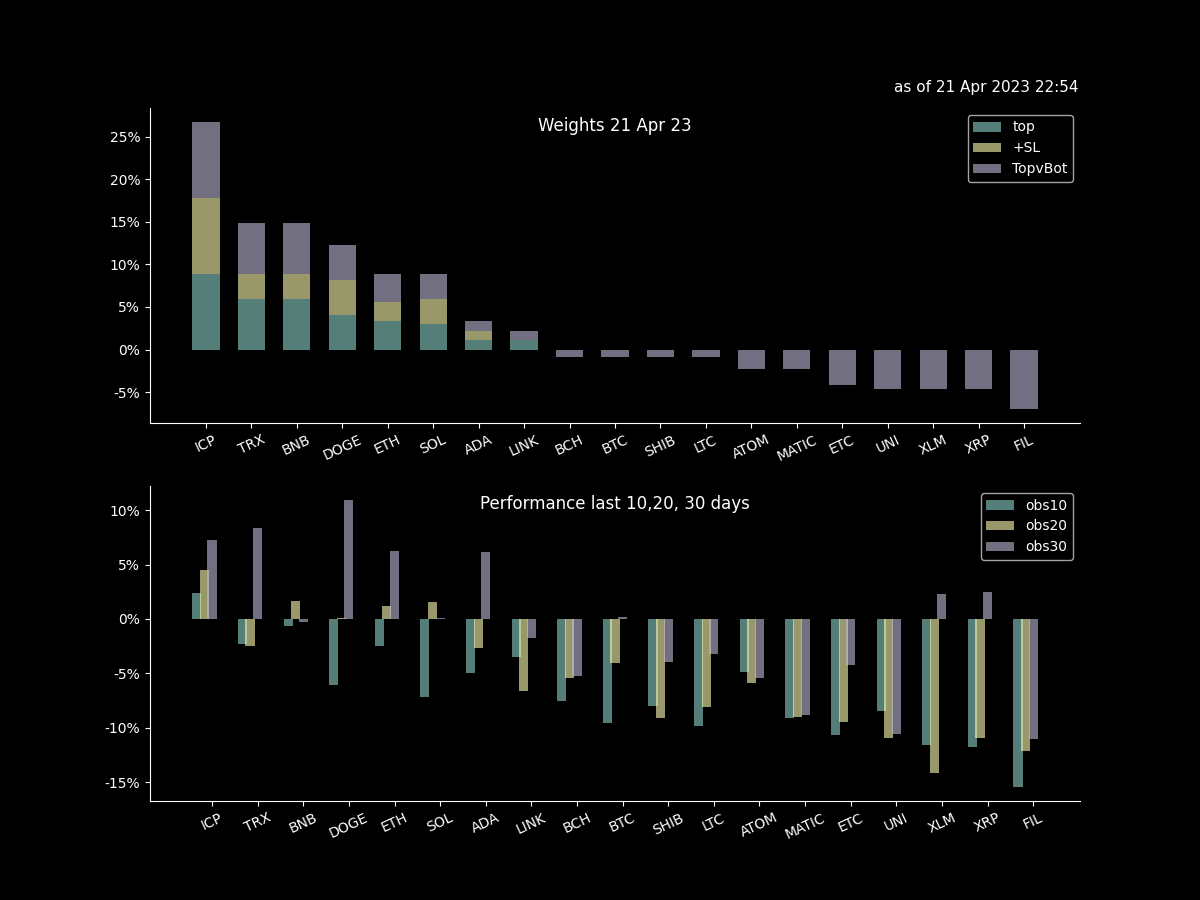 as of 21 Apr 2023 22:54
Weights 21 Apr 23
top
+SL
TopvBot
25%
20%
15%
10%
5%
0%
-5%
ICP TRX BNB DOGE ETH SOL ADA LINK BCH BTC SHIB LTC ATOM MATIC ETC UNI XLM XRP FIL
Performance last 10,20, 30 days
obs10
obs20
obs30
10%
5%
0%
-5%
-10%
-15%
ICP TRX BNB DOGE ETH SOL ADA LINK BCH BTC SHIB LTC ATOM MATIC ETC UNI XLM XRP FIL